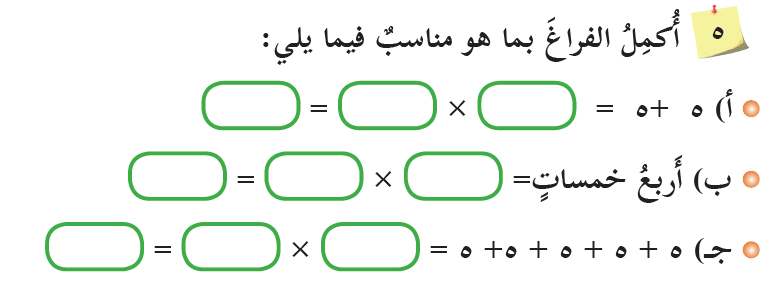 ٥ أُكمِلُ الفراغَ بما هو مناسبٌ فيما يلي:
أ) ٥ +٥ = × =
ب) أَربعُ خمساتٍ= × =
جـ) ٥ + ٥ + ٥ + ٥+ ٥ = × =